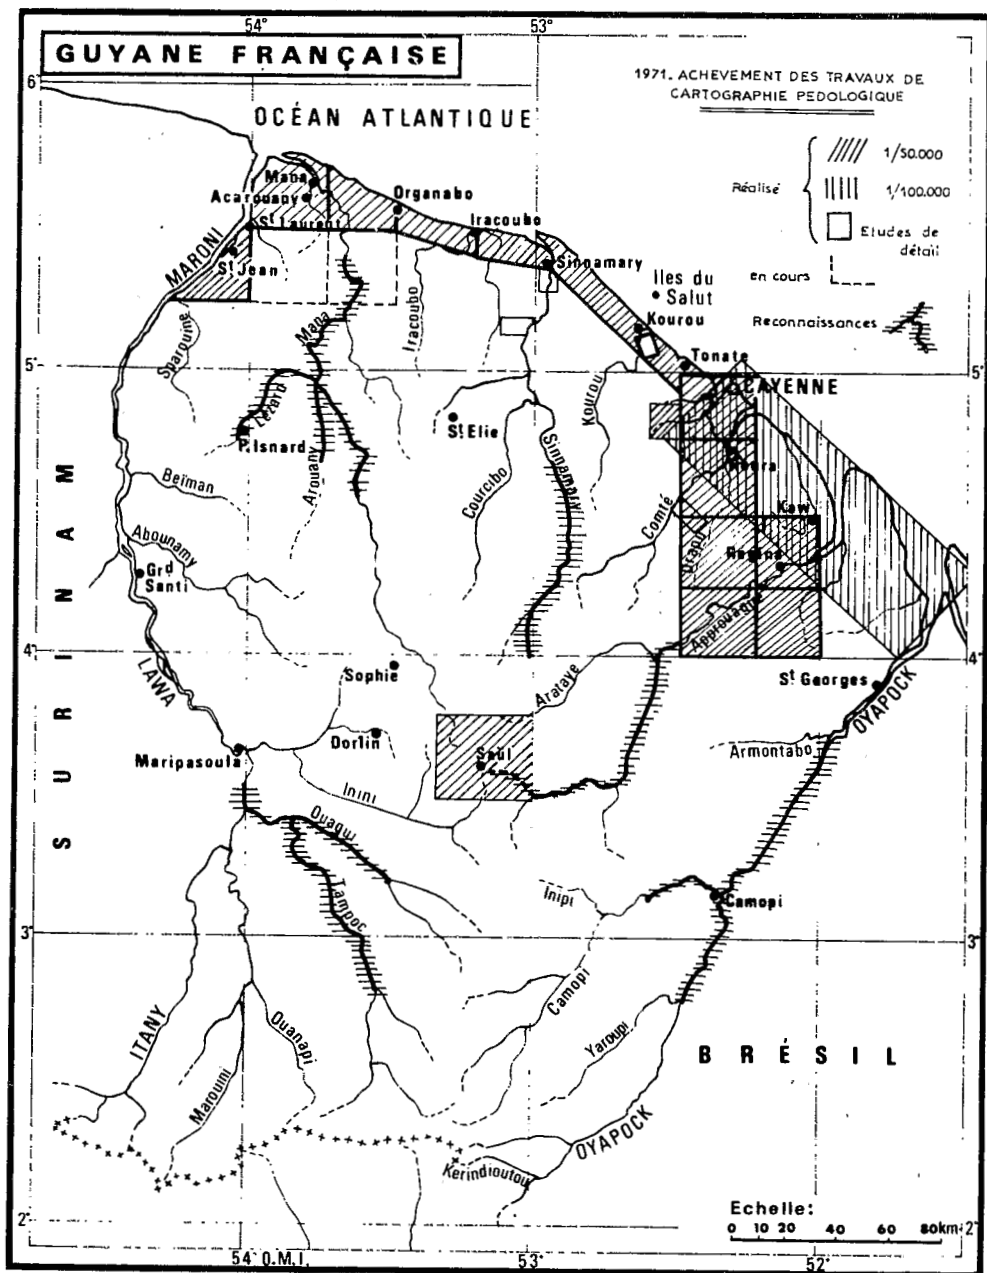 54°
53°
GUYANE FRANÇAISE
6°
1971. ACHEVEMENT DES TRAVAUX DE
CARTOGRAPHIE PEDOLOGIQUE
OCÉAN ATLANTIQUE
Réalisé
1/50.000
1/100.000
Etudes de
détail
en cours
Reconnaissances
Mana
Acarouany
Organabo
St Laurent
Iracoubo
MARONI
St Jean
Sinnamary
Iles du
Salut
Kourou
Mana
Iracoubo
Sparouine
5°
Tonate
5°
CAYENNE
Kourou
Lézard
P. Isnard
St Elie
Sinnamary
Arouany
Courcibo
Roura
Beïman
Comté
Kaw
Orapu
Abounamy
Grd
Santi
Régina
Approuague
SURINAM
4°
4°
LAWA
Sophie
Arataye
St Georges
OYAPOCK
Dorlin
Maripasoula
Saül
Armontabo
Inini
Ouaqui
Tampoc
Inipi
Camopi
3°
3°
Camopi
ITANY
Ouanapi
Yaroupi
BRÉSIL
Marouini
OYAPOCK
Kerindioutou
Echelle:
0 10 20 40 60 80km
2°
2°
54°
O.M.I.
53°
52°